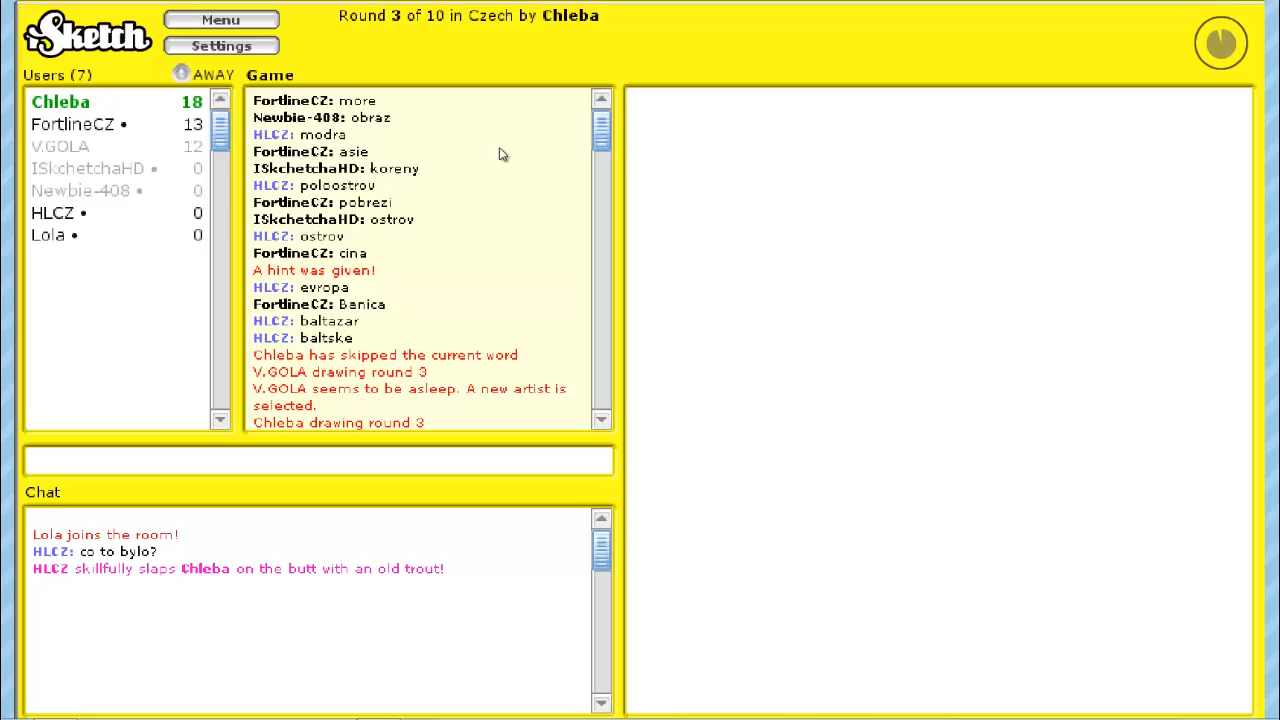 iSketch
Menu
Settings
Round 3 of 10 in Czech by Chleba
Users (7)
AWAY
Chleba 18
FortlineCZ • 13
V.GOLA 12
ISkchetchaHD • 0
Newbie-408 • 0
HLCZ • 0
Lola • 0
Game
FortlineCZ: more
Newbie-408: obraz
HLCZ: modra
FortlineCZ: asie
ISkchetchaHD: koreny
HLCZ: poloostrov
FortlineCZ: pobrezi
ISkchetchaHD: ostrov
HLCZ: ostrov
FortlineCZ: cina
A hint was given!
HLCZ: evropa
FortlineCZ: Banica
HLCZ: baltazar
HLCZ: baltske
Chleba has skipped the current word
V.GOLA drawing round 3
V.GOLA seems to be asleep. A new artist is
selected.
Chleba drawing round 3
Chat
Lola joins the room!
HLCZ: co to bylo?
HLCZ skillfully slaps Chleba on the butt with an old trout!